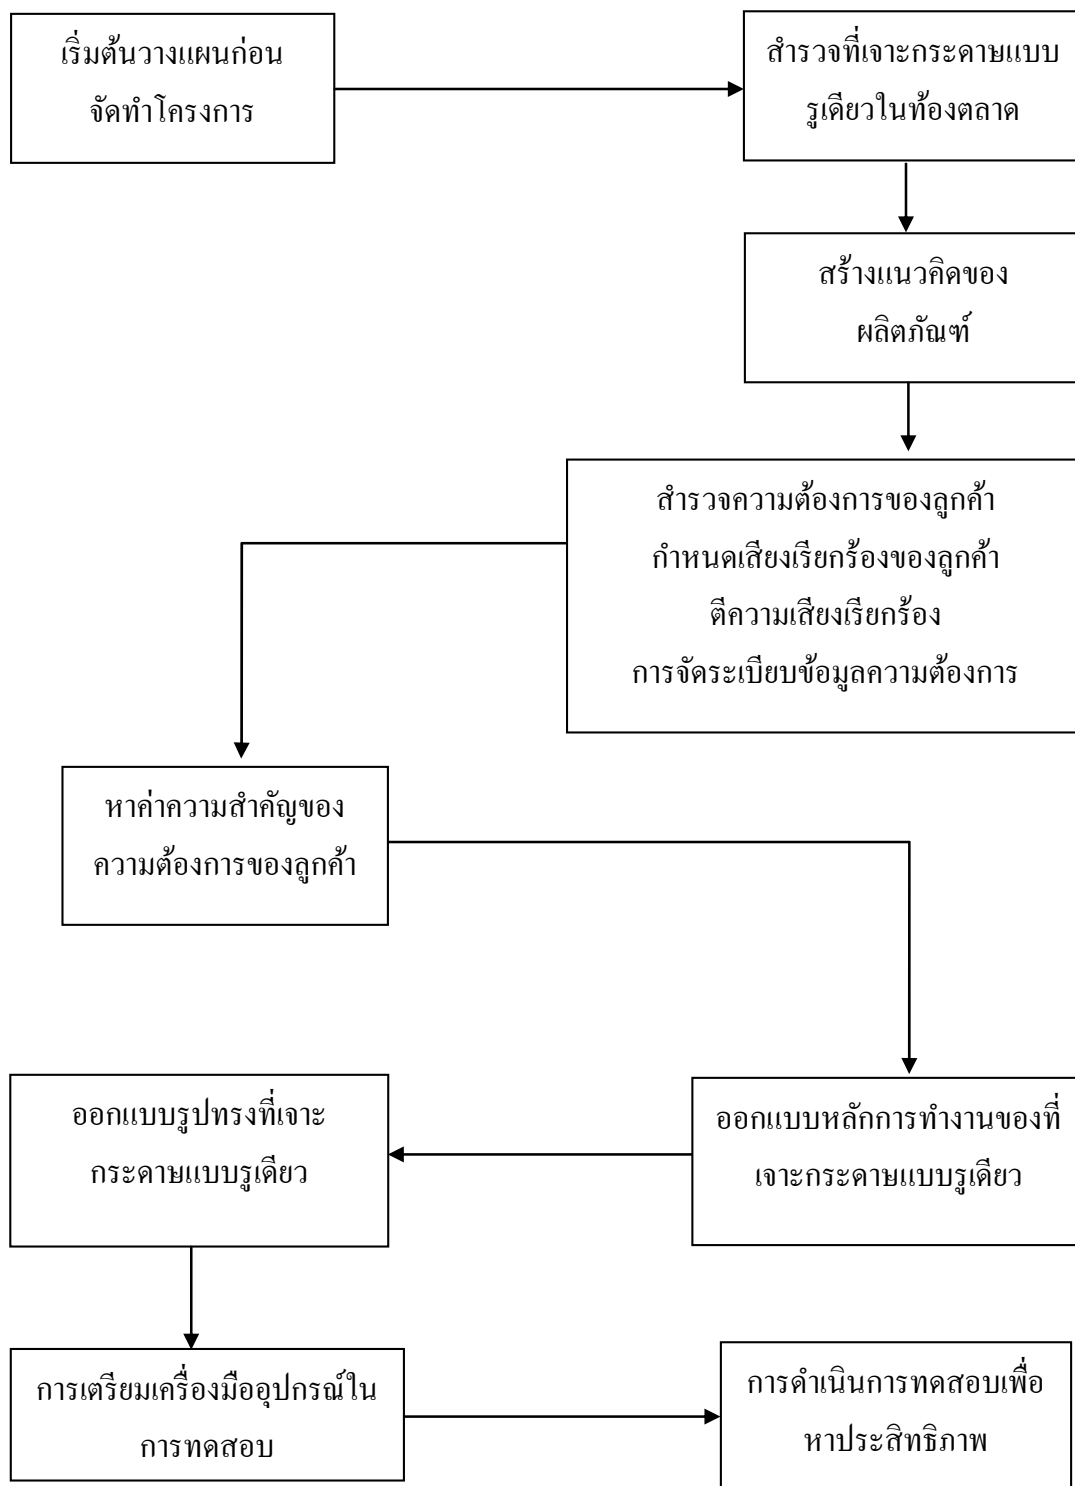 เริ่มต้นวางแผนก่อน
จัดทำโครงการ
สำรวจที่เจาะกระดาษแบบ
รูเดียวในท้องตลาด
สร้างแนวคิดของ
ผลิตภัณฑ์
สำรวจความต้องการของลูกค้า
กำหนดเสียงเรียกร้องของลูกค้า
ตีความเสียงเรียกร้อง
การจัดระเบียบข้อมูลความต้องการ
หาค่าความสำคัญของ
ความต้องการของลูกค้า
ออกแบบหลักการทำงานของที่
เจาะกระดาษแบบรูเดียว
ออกแบบรูปทรงที่เจาะ
กระดาษแบบรูเดียว
การเตรียมเครื่องมืออุปกรณ์ใน
การทดสอบ
การดำเนินการทดสอบเพื่อ
หาประสิทธิภาพ